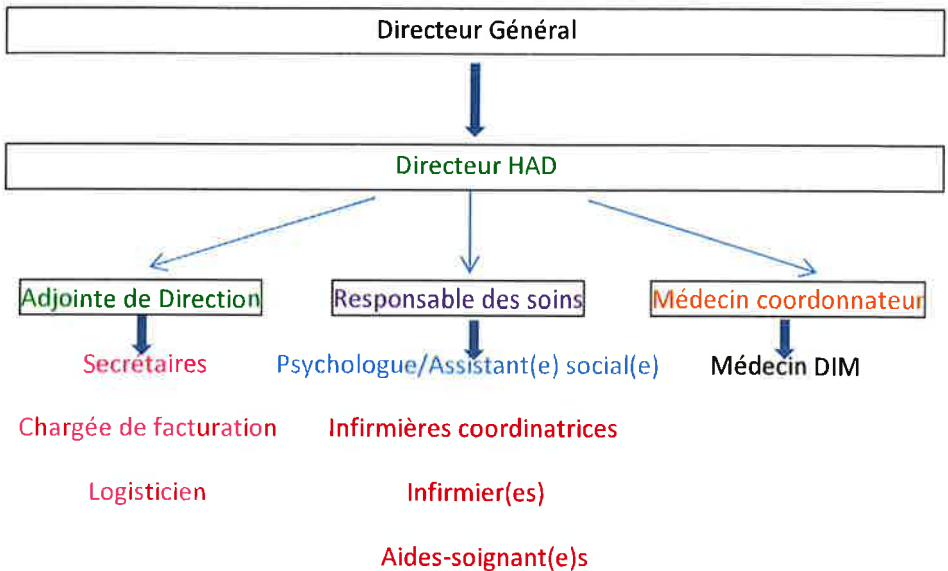 Directeur Général
Directeur HAD
Adjointe de Direction
Responsable des soins
Médecin coordonnateur
Secrétaires
Psychologue/Assistant(e) social(e)
Médecin DIM
Chargée de facturation
Infirmières coordinatrices
Logisticien
Infirmier(es)
Aides-soignant(e)s